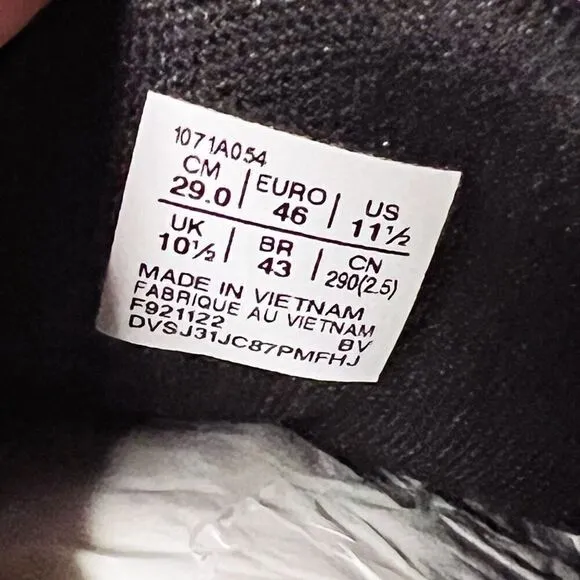 1071A054
CM 29.0 | EURO 46 | US 11½
UK 10½ | BR 43 | CN 290(2.5)
MADE IN VIETNAM
FABRIQUE AU VIETNAM
F921122 BV
DVSJ31JC87PMFHJ